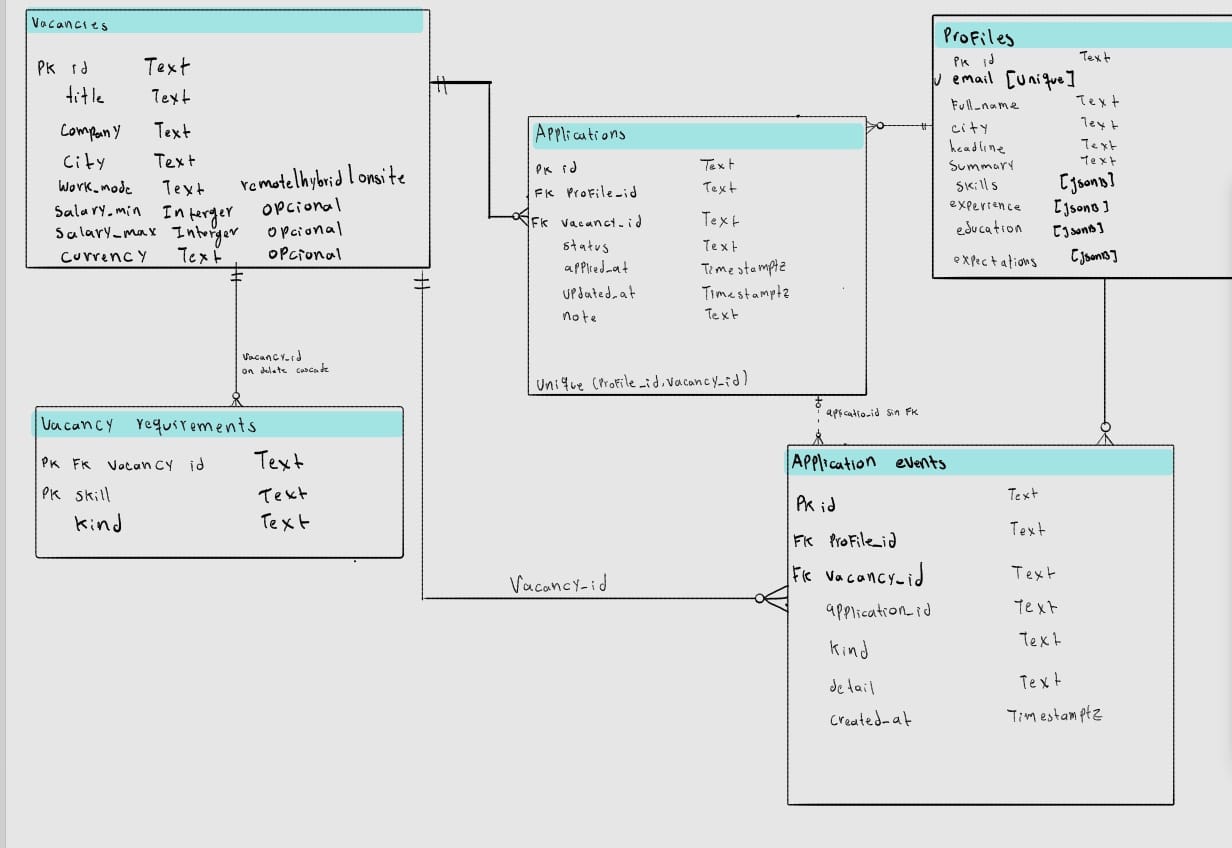 Vacancies
PK id Text
title Text
Company Text
City Text
Work_mode Text remote|hybrid|onsite
Salary_min Interger opcional
Salary_max Interger opcional
Currency Text opcional
Applications
PK id Text
FK Profile_id Text
FK Vacancy_id Text
status Text
applied_at Timestamptz
updated_at Timestamptz
note Text
Unique (Profile_id, vacancy_id)
Profiles
PK id Text
U email [unique]
Full_name Text
city Text
headline Text
Summary Text
Skills [jsonB]
experience [jsonB]
education [JsonB]
expectations [jsonB]
Vacancy_id
on delete cascade
Vacancy requirements
PK FK Vacancy id Text
PK Skill Text
Kind Text
sin FK
Application events
PK id Text
FK Profile_id Text
FK Vacancy_id Text
application_id Text
Kind Text
detail Text
Created_at Timestamptz
Vacancy_id